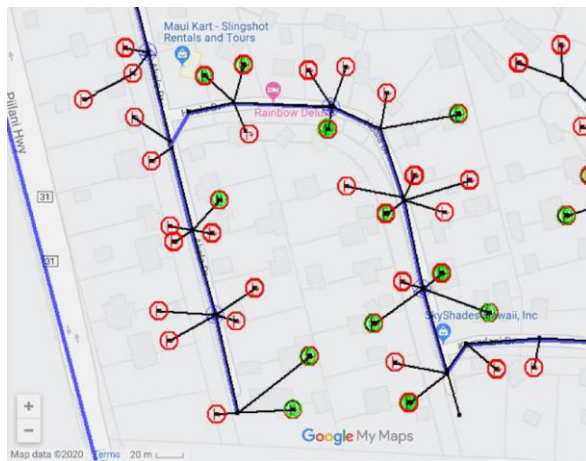 Maui Kart - Slingshot
Rentals and Tours
Piilani Hwy
Rainbow Delu
31
31
SkyShades Hawaii, Inc
+
−
Google My Maps
Map data ©2020 Terms 20 m